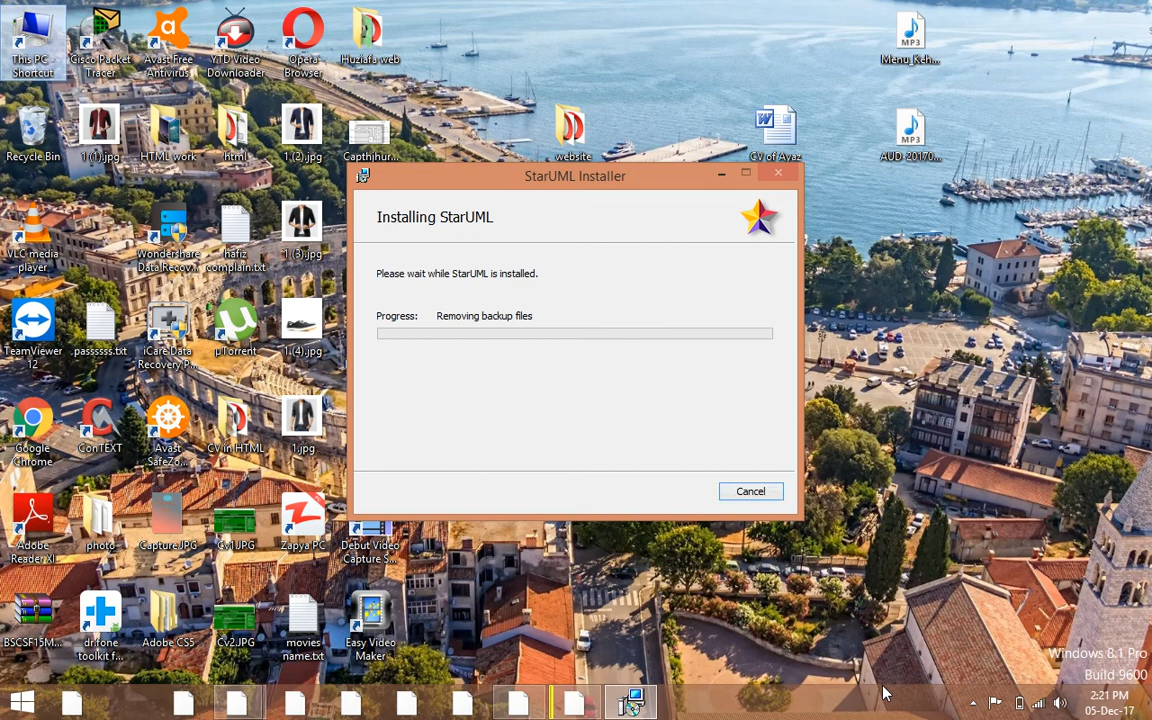 This PC - Shortcut
Cisco Packet Tracer
Avast Free Antivirus
YTD Video Downloader
Opera Browser
Huziafa web
MP3
Menu_Keh...
Recycle Bin
1 (1).jpg
HTML work
html
1 (2).jpg
Capthjhur...
website
CV of Ayaz
MP3
AUD-20170...
StarUML Installer
Installing StarUML
Please wait while StarUML is installed.
Progress: Removing backup files
Cancel
VLC media player
Wondershare Data Recov...
hafiz complain.txt
1 (3).jpg
TeamViewer 12
passssss.txt
iCare Data Recovery P...
µTorrent
1 (4).jpg
Google Chrome
ConTEXT
Avast SafeZo...
CV in HTML
1.jpg
Adobe Reader XI
photo
Capture.JPG
Cv1.JPG
Zapya PC
Debut Video Capture S...
BSCSF15M...
dr.fone toolkit f...
Adobe CS5
Cv2.JPG
movies name.txt
Easy Video Maker
Windows 8.1 Pro
Build 9600
2:21 PM
05-Dec-17